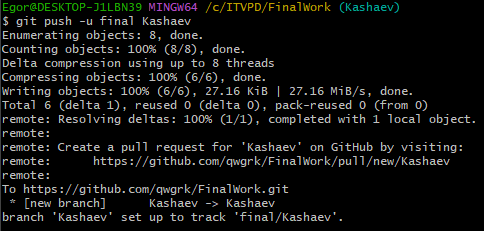 Egor@DESKTOP-J1LBN39 MINGW64 /c/ITVPD/FinalWork (Kashaev)
$ git push -u final Kashaev
Enumerating objects: 8, done.
Counting objects: 100% (8/8), done.
Delta compression using up to 8 threads
Compressing objects: 100% (6/6), done.
Writing objects: 100% (6/6), 27.16 KiB | 27.16 MiB/s, done.
Total 6 (delta 1), reused 0 (delta 0), pack-reused 0 (from 0)
remote: Resolving deltas: 100% (1/1), completed with 1 local object.
remote:
remote: Create a pull request for 'Kashaev' on GitHub by visiting:
remote:      https://github.com/qwgrk/FinalWork/pull/new/Kashaev
remote:
To https://github.com/qwgrk/FinalWork.git
 * [new branch]      Kashaev -> Kashaev
branch 'Kashaev' set up to track 'final/Kashaev'.